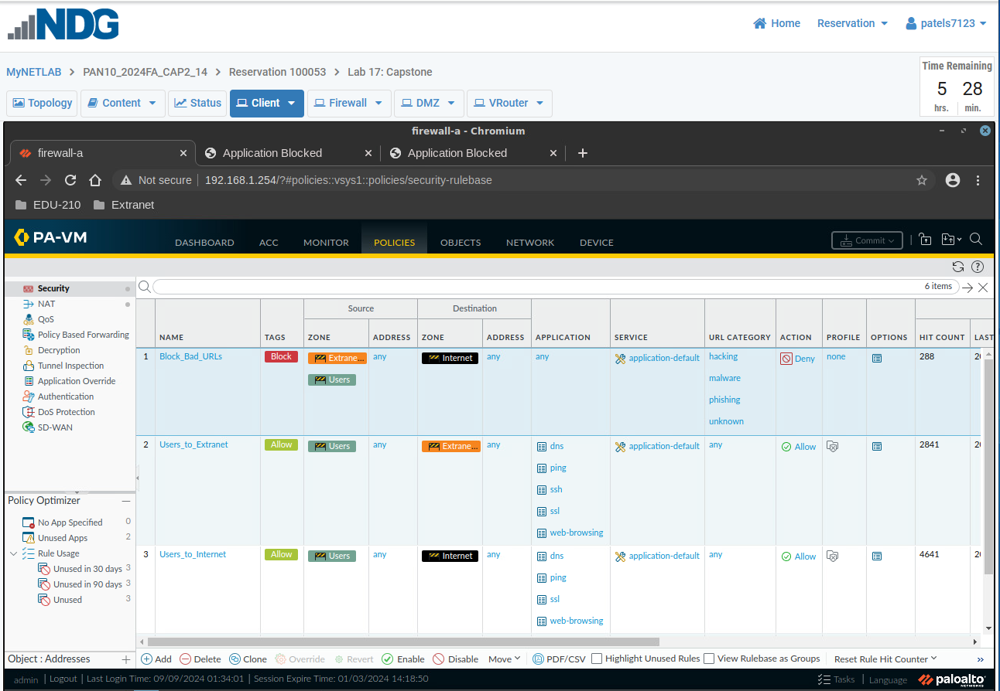 NDG
Home Reservation patels7123
MyNETLAB > PAN10_2024FA_CAP2_14 > Reservation 100053 > Lab 17: Capstone
Time Remaining
5 28
hrs. min.
Topology Content Status Client Firewall DMZ VRouter
firewall-a - Chromium
firewall-a Application Blocked Application Blocked
Not secure 192.168.1.254/?#policies::vsys1::policies/security-rulebase
EDU-210 Extranet
PA-VM
DASHBOARD ACC MONITOR POLICIES OBJECTS NETWORK DEVICE Commit
Security
NAT
QoS
Policy Based Forwarding
Decryption
Tunnel Inspection
Application Override
Authentication
DoS Protection
SD-WAN
Policy Optimizer
No App Specified 0
Unused Apps 2
Rule Usage
Unused in 30 days 3
Unused in 90 days 3
Unused 3
Object : Addresses
6 items
Source Destination
NAME TAGS ZONE ADDRESS ZONE ADDRESS APPLICATION SERVICE URL CATEGORY ACTION PROFILE OPTIONS HIT COUNT LAST
1 Block_Bad_URLs Block Extrane... any Internet any any application-default hacking Deny none 288 20
Users malware
phishing
unknown
2 Users_to_Extranet Allow Users any Extrane... any dns application-default any Allow 2841 20
ping
ssh
ssl
web-browsing
3 Users_to_Internet Allow Users any Internet any dns application-default any Allow 4641 20
ping
ssl
web-browsing
Add Delete Clone Override Revert Enable Disable Move PDF/CSV Highlight Unused Rules View Rulebase as Groups Reset Rule Hit Counter »
admin | Logout | Last Login Time: 09/09/2024 01:34:01 | Session Expire Time: 01/03/2024 14:18:50 Tasks | Language paloalto NETWORKS